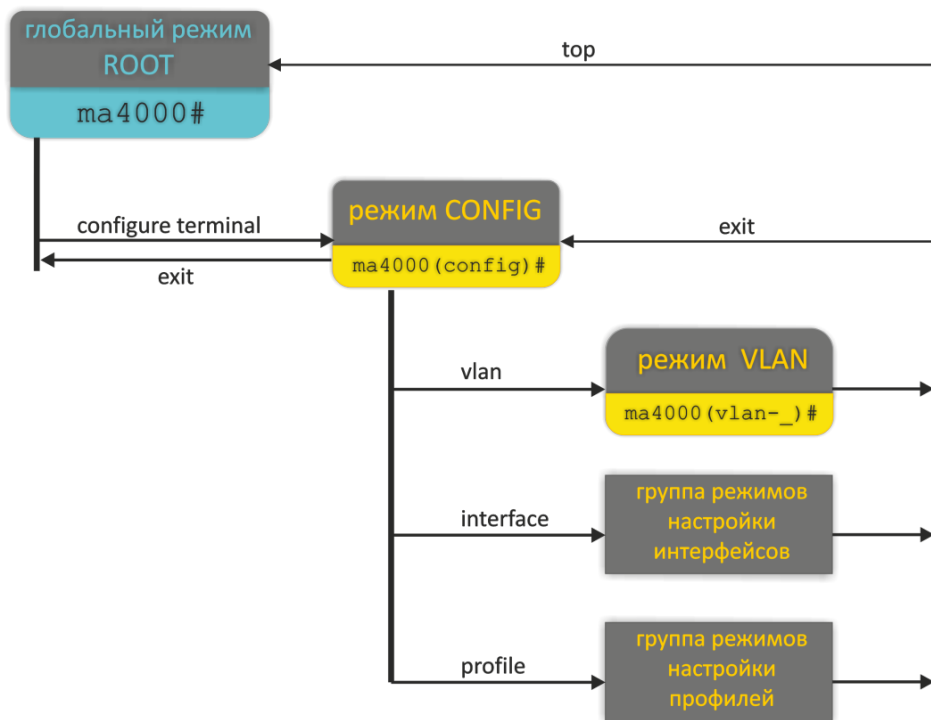 глобальный режим
ROOT
ma4000#
top
configure terminal
exit
режим CONFIG
ma4000(config)#
exit
vlan
режим VLAN
ma4000(vlan-_)#
interface
группа режимов
настройки
интерфейсов
profile
группа режимов
настройки
профилей